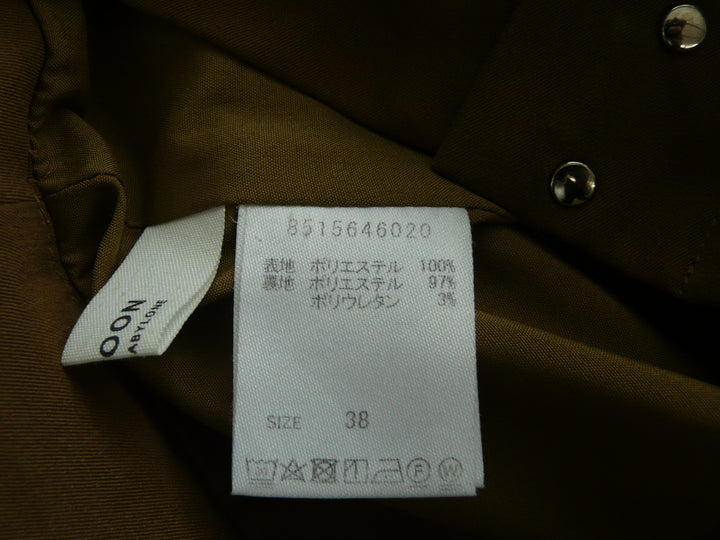 8515646020
表地 ポリエステル 100%
裏地 ポリエステル 97%
ポリウレタン 3%
SIZE 38
F W
OON
ABYLONE